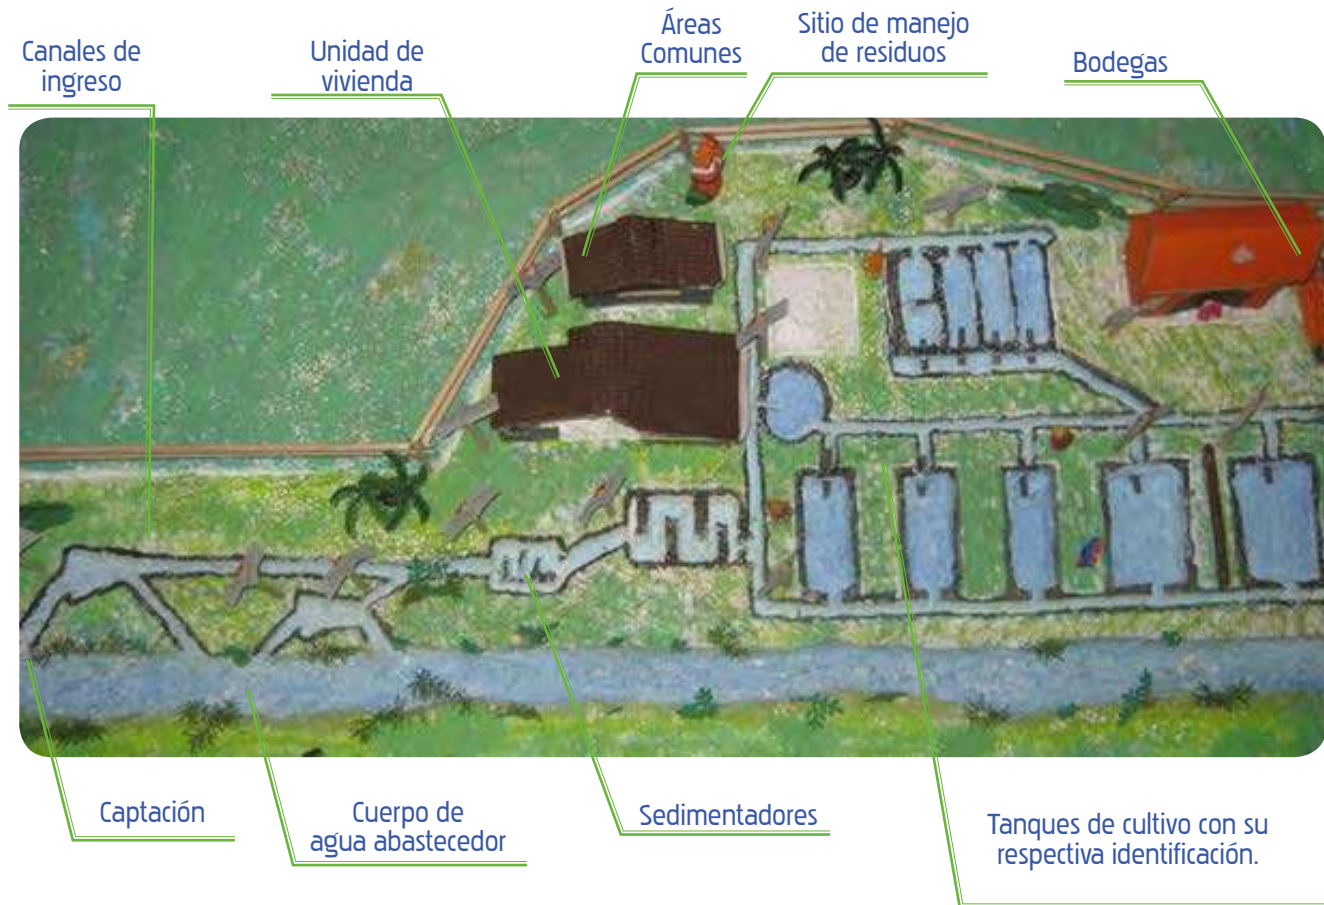 Canales de
ingreso
Unidad de
vivienda
Áreas
Comunes
Sitio de manejo
de residuos
Bodegas
Captación
Cuerpo de
agua abastecedor
Sedimentadores
Tanques de cultivo con su
respectiva identificación.